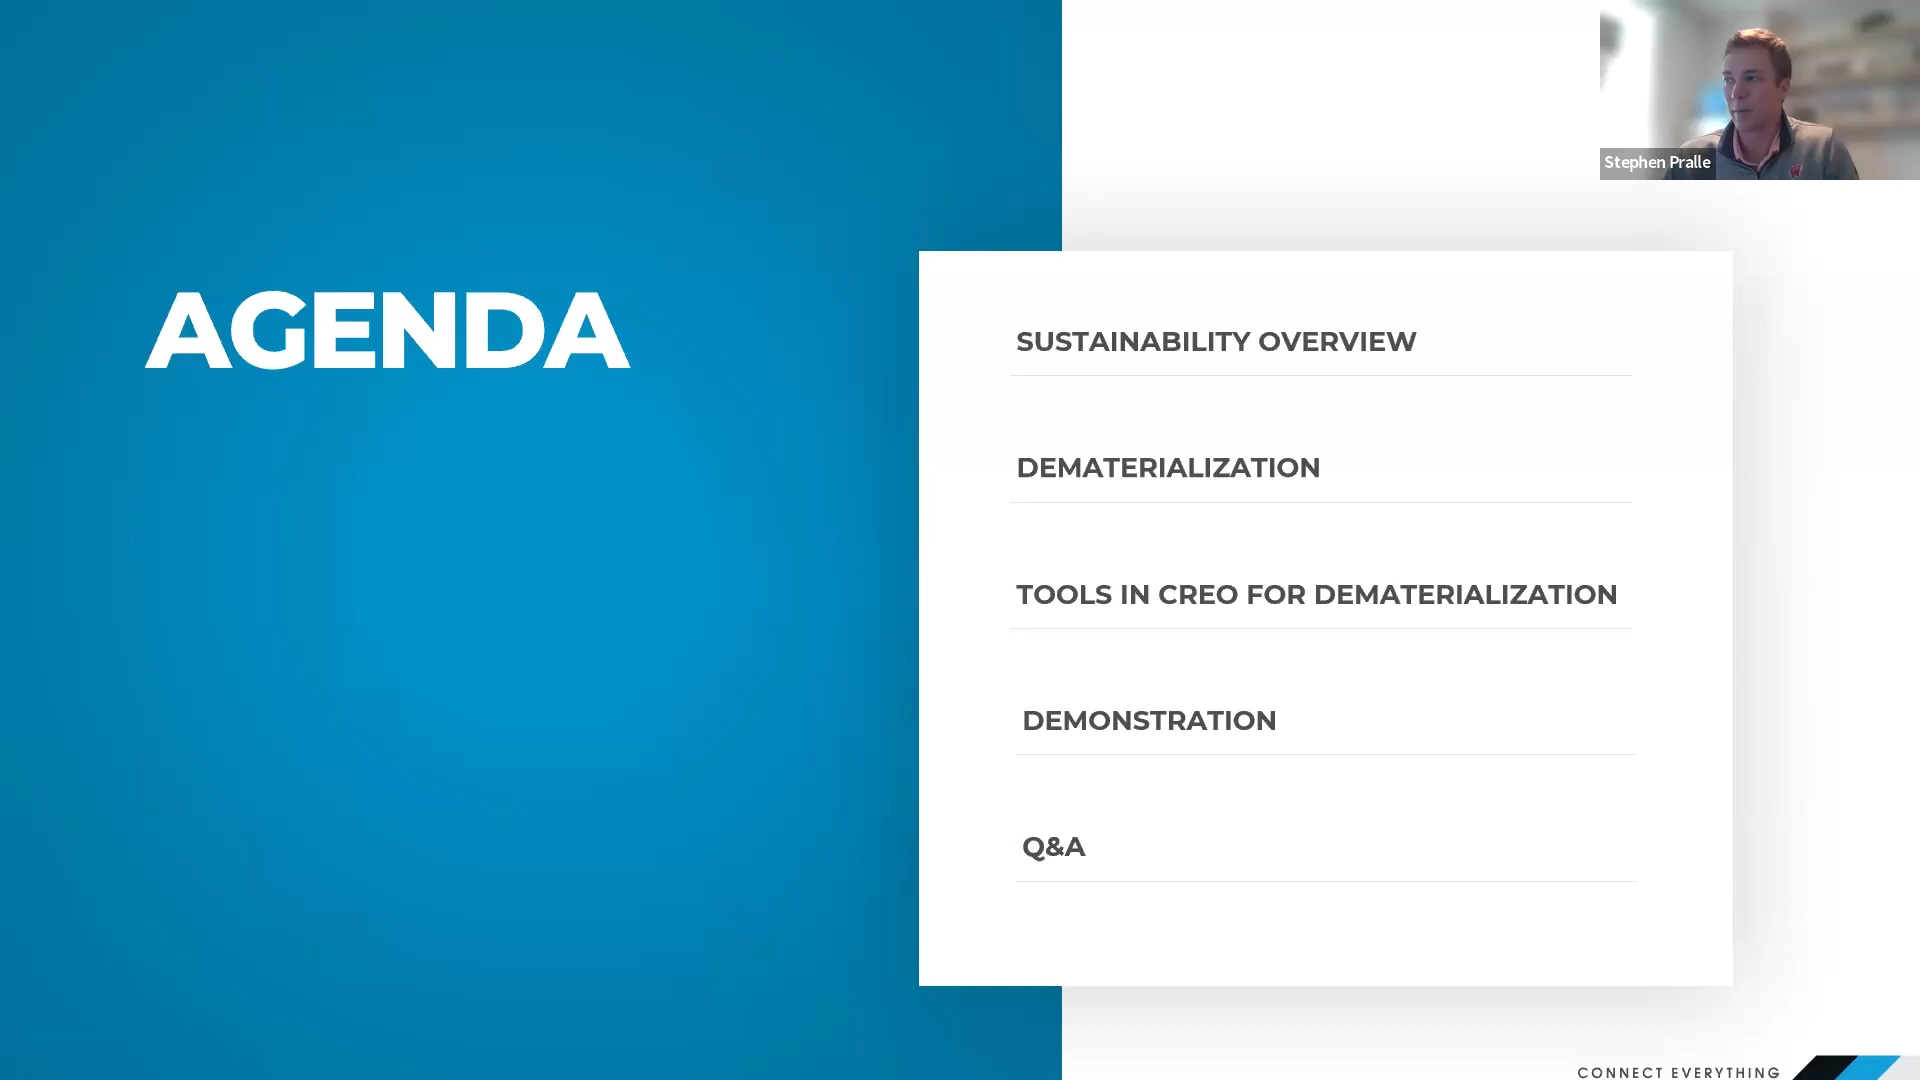 Stephen Pralle
AGENDA
SUSTAINABILITY OVERVIEW
DEMATERIALIZATION
TOOLS IN CREO FOR DEMATERIALIZATION
DEMONSTRATION
Q&A
CONNECT EVERYTHING
W